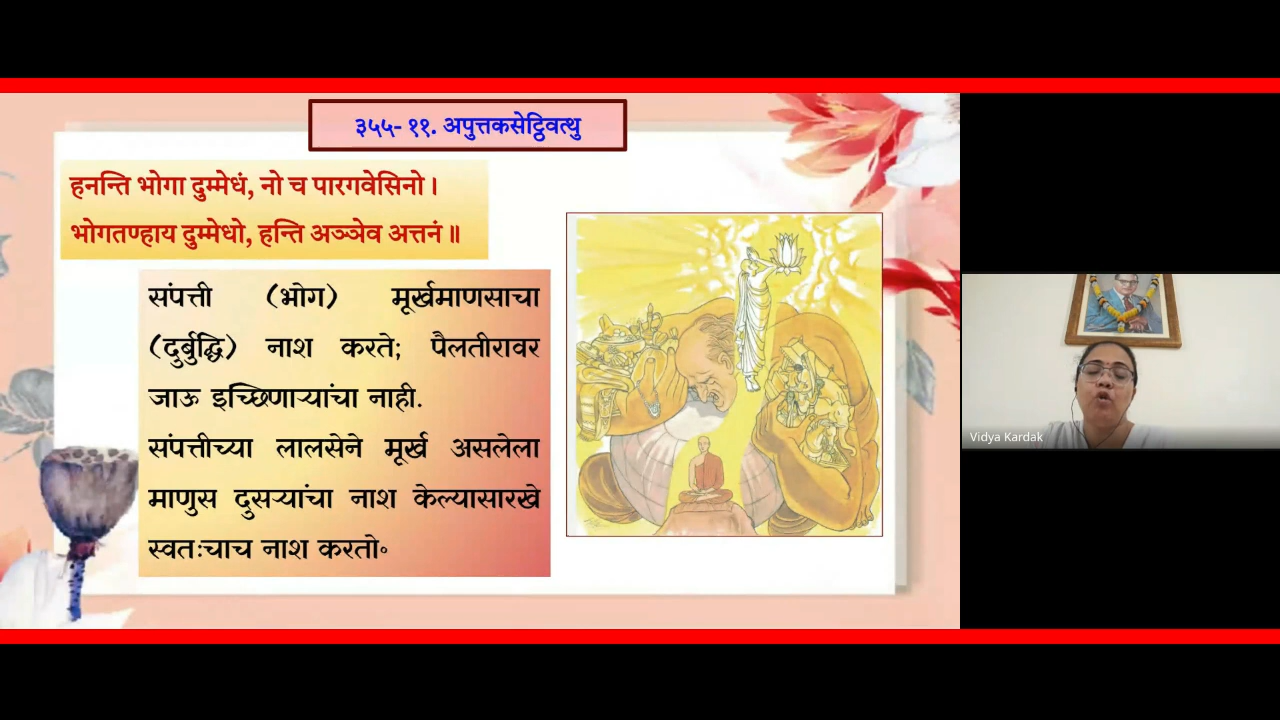 ३५५- ११. अपुत्तकसेट्ठिवत्थु
हनन्ति भोगा दुम्मेधं, नो च पारगवेसिनो।
भोगतण्हाय दुम्मेधो, हन्ति अञ्ञेव अत्तनं॥
संपत्ती (भोग) मूर्खमाणसाचा
(दुर्बुद्धि) नाश करते; पैलतीरावर
जाऊ इच्छिणाऱ्यांचा नाही.
संपत्तीच्या लालसेने मूर्ख असलेला
माणुस दुसऱ्यांचा नाश केल्यासारखे
स्वतःचाच नाश करतो॰
Vidya Kardak